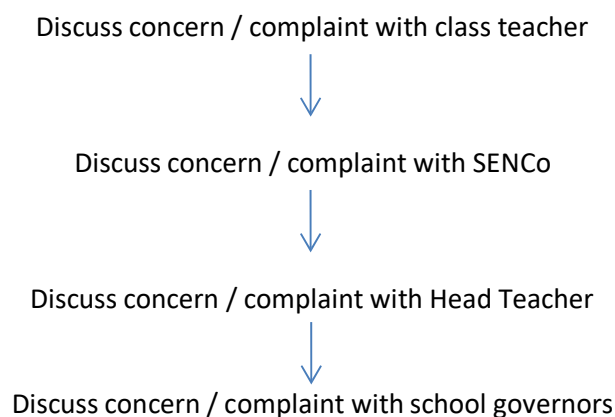 Discuss concern / complaint with class teacher
Discuss concern / complaint with SENCo
Discuss concern / complaint with Head Teacher
Discuss concern / complaint with school governors